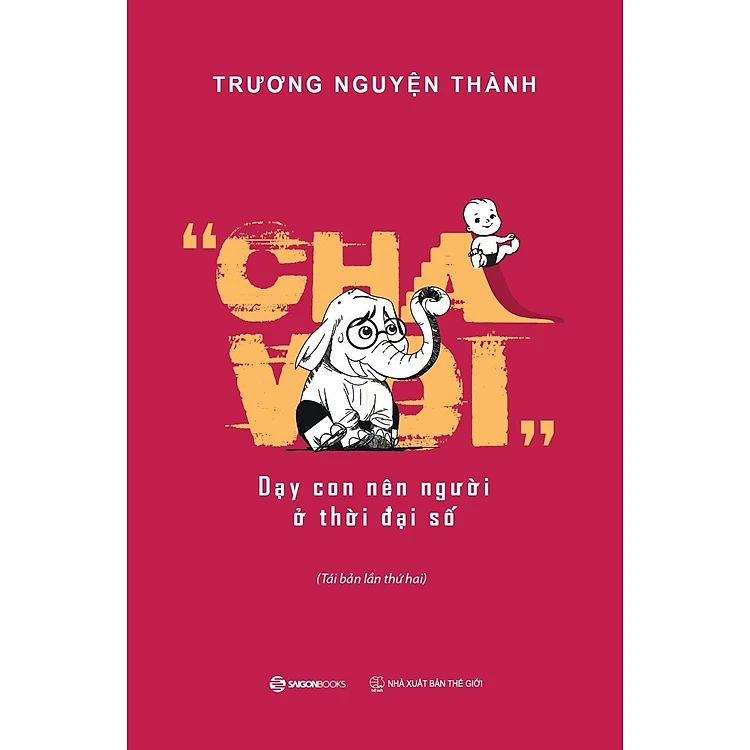 TRƯƠNG NGUYỆN THÀNH
“CHA
VOI”
Dạy con nên người
ở thời đại số
(Tái bản lần thứ hai)
SAIGONBOOKS
NHÀ XUẤT BẢN THẾ GIỚI